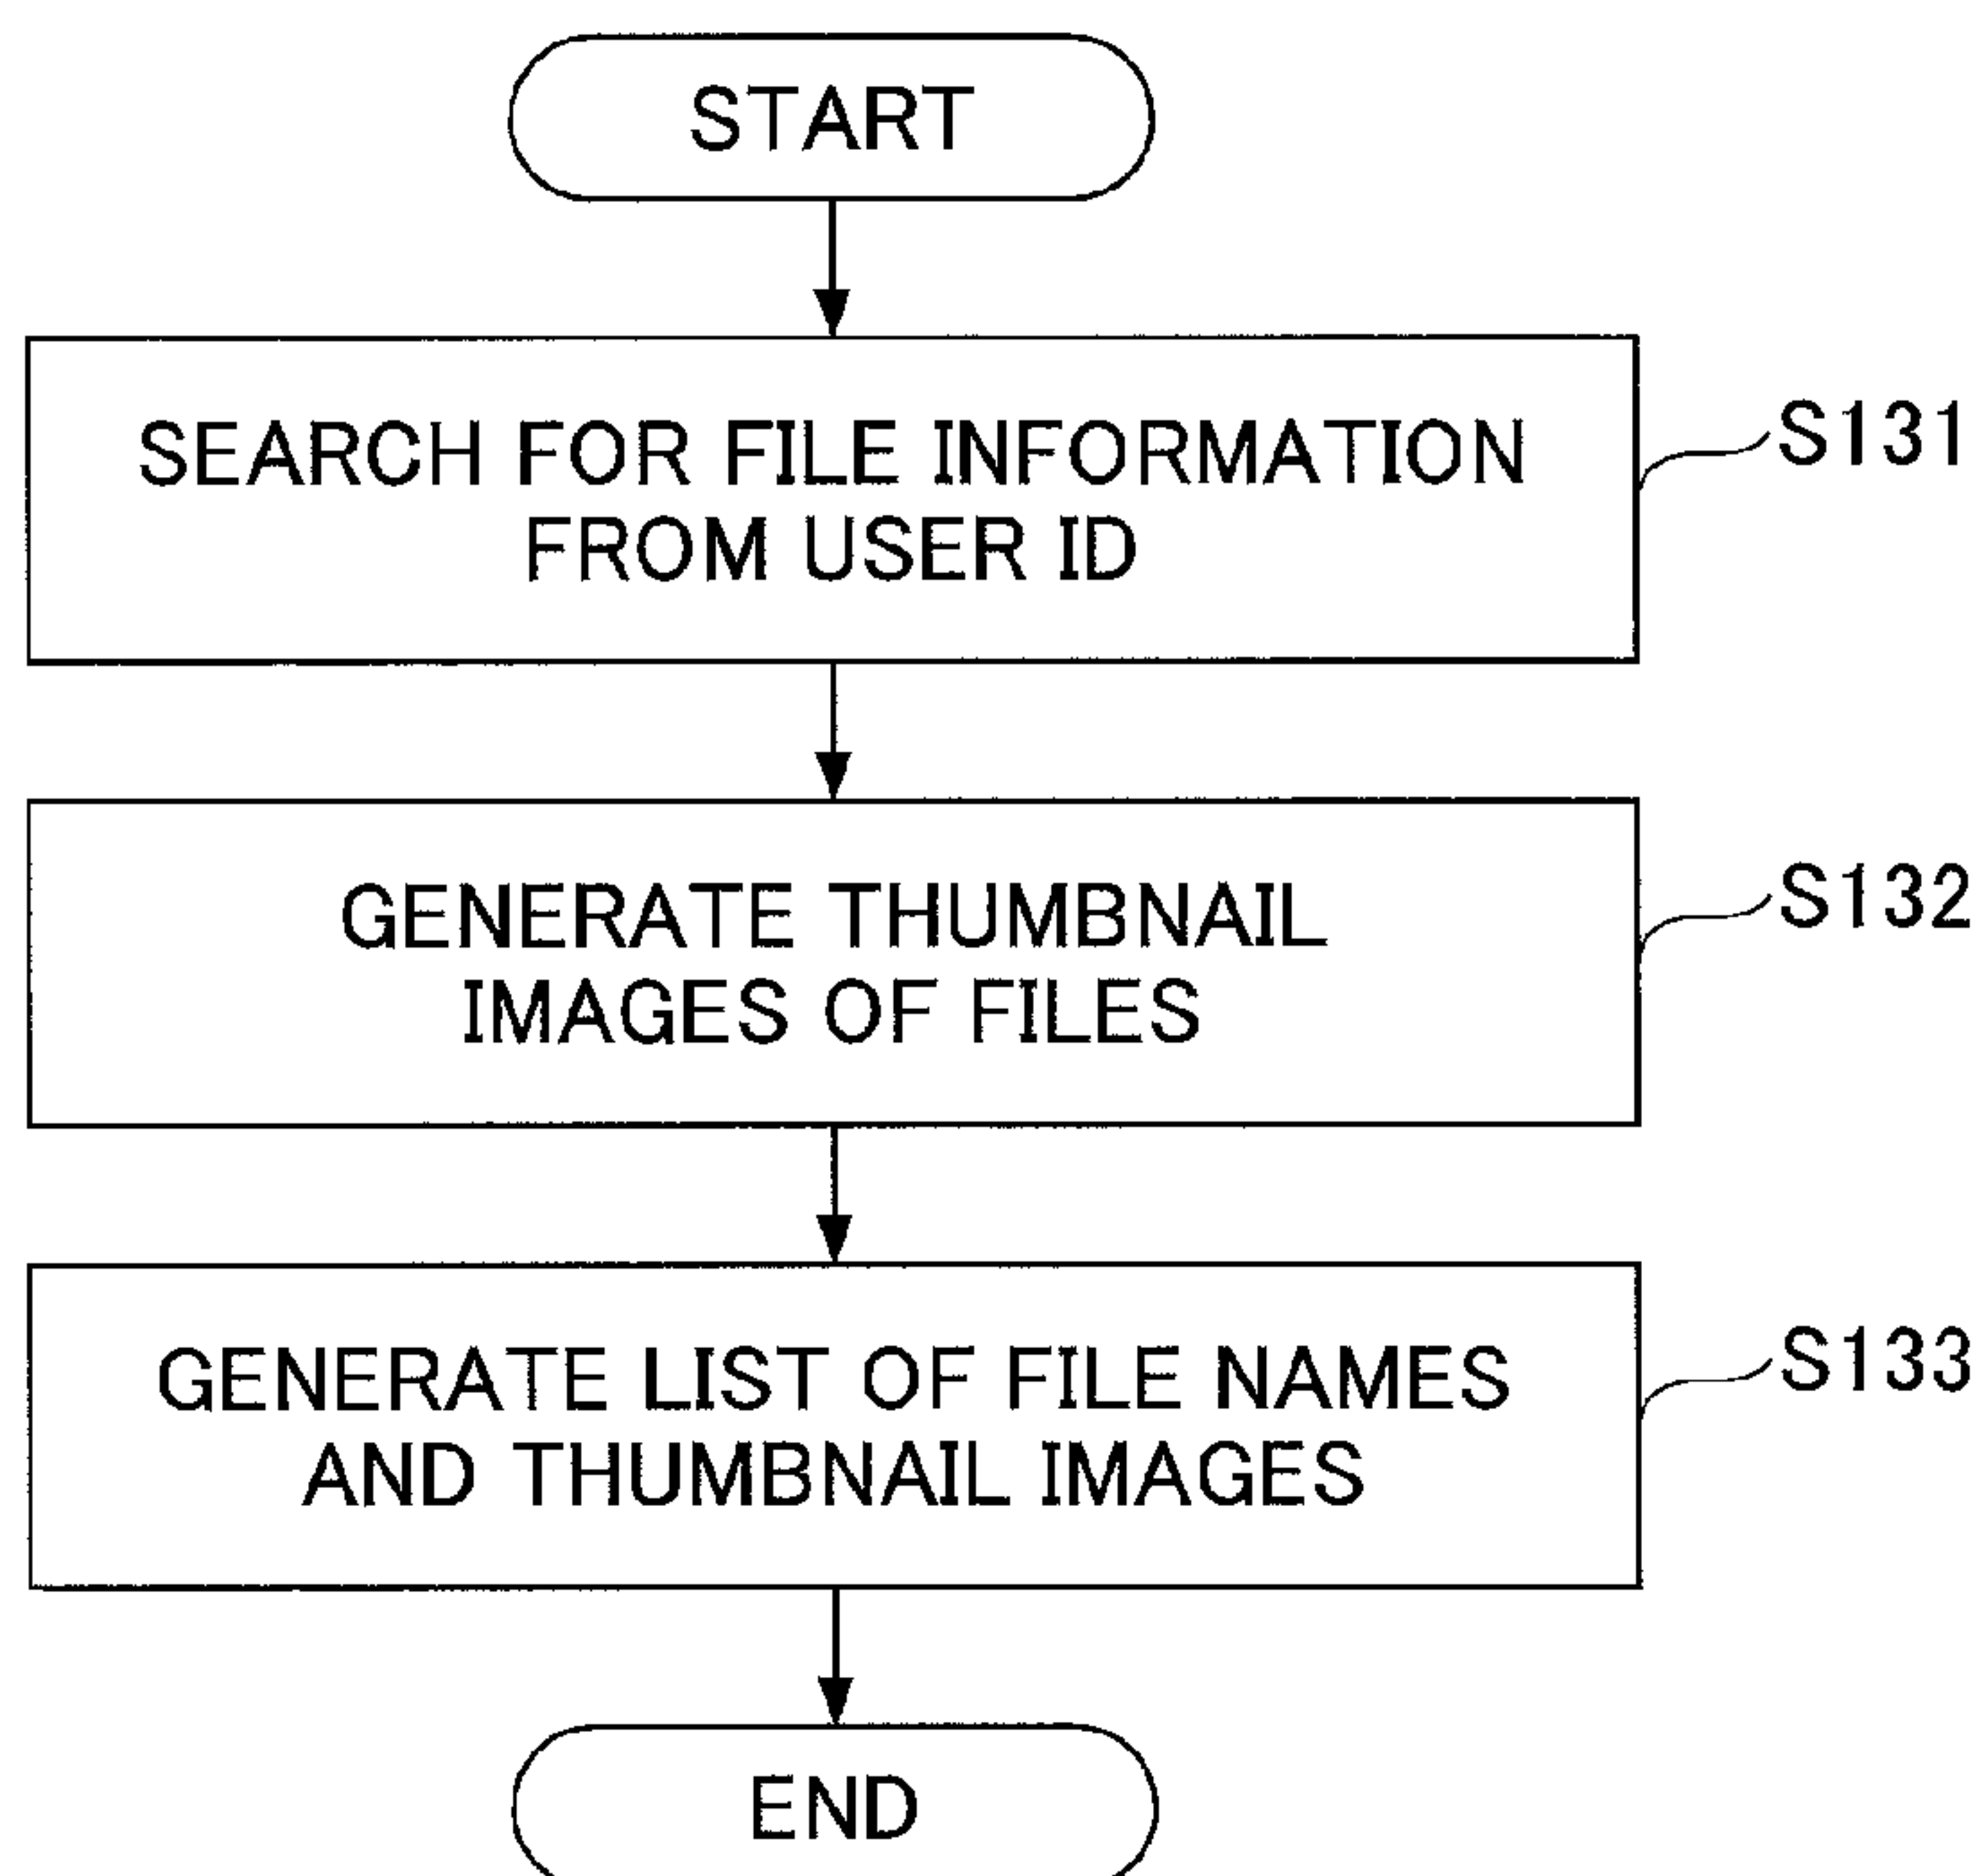 START
SEARCH FOR FILE INFORMATION
FROM USER ID
S131
GENERATE THUMBNAIL
IMAGES OF FILES
S132
GENERATE LIST OF FILE NAMES
AND THUMBNAIL IMAGES
S133
END